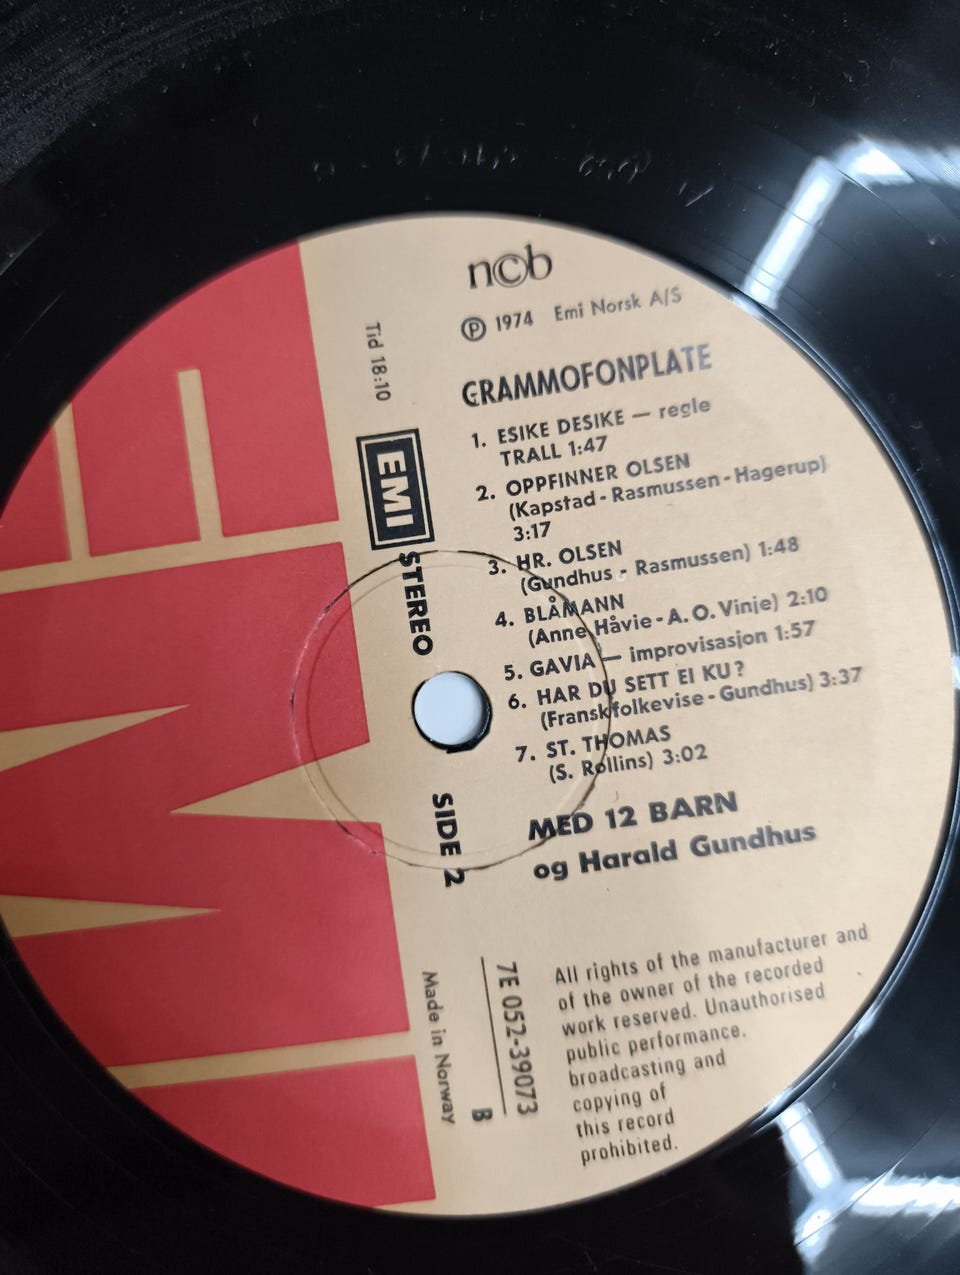 ncb
Ⓟ 1974 Emi Norsk A/S
GRAMMOFONPLATE
1. ESIKE DESIKE — regle
TRALL 1:47
2. OPPFINNER OLSEN
(Kapstad - Rasmussen - Hagerup)
3:17
3. HR. OLSEN
(Gundhus - Rasmussen) 1:48
4. BLÅMANN
(Anne Håvie - A. O. Vinje) 2:10
5. GAVIA — improvisasjon 1:57
6. HAR DU SETT EI KU?
(Fransk folkevise - Gundhus) 3:37
7. ST. THOMAS
(S. Rollins) 3:02
MED 12 BARN
og Harald Gundhus
All rights of the manufacturer and
of the owner of the recorded
work reserved. Unauthorised
public performance.
broadcasting and
copying of
this record
prohibited.
Tid 18:10
EMI
STEREO
SIDE 2
7E 052-39073
B
Made in Norway